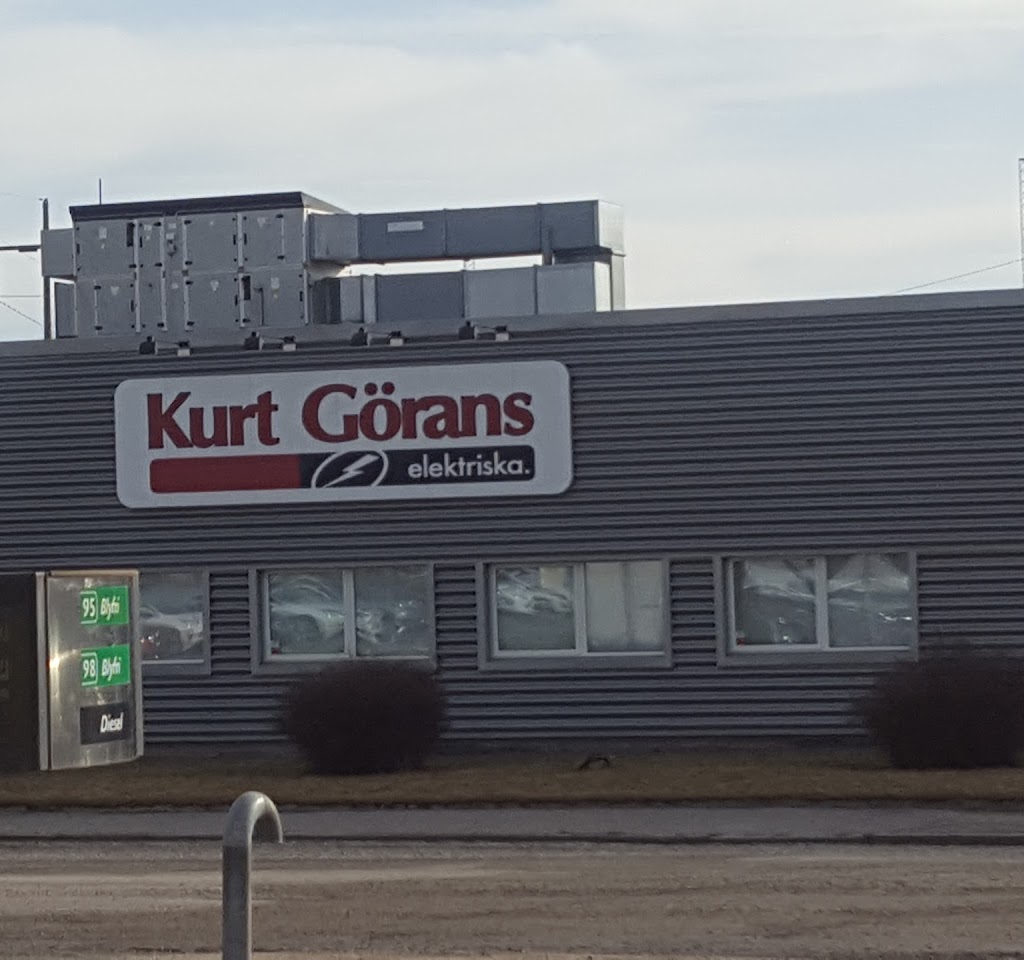 Kurt Görans
elektriska.
95 Blyfri
98 Blyfri
Diesel